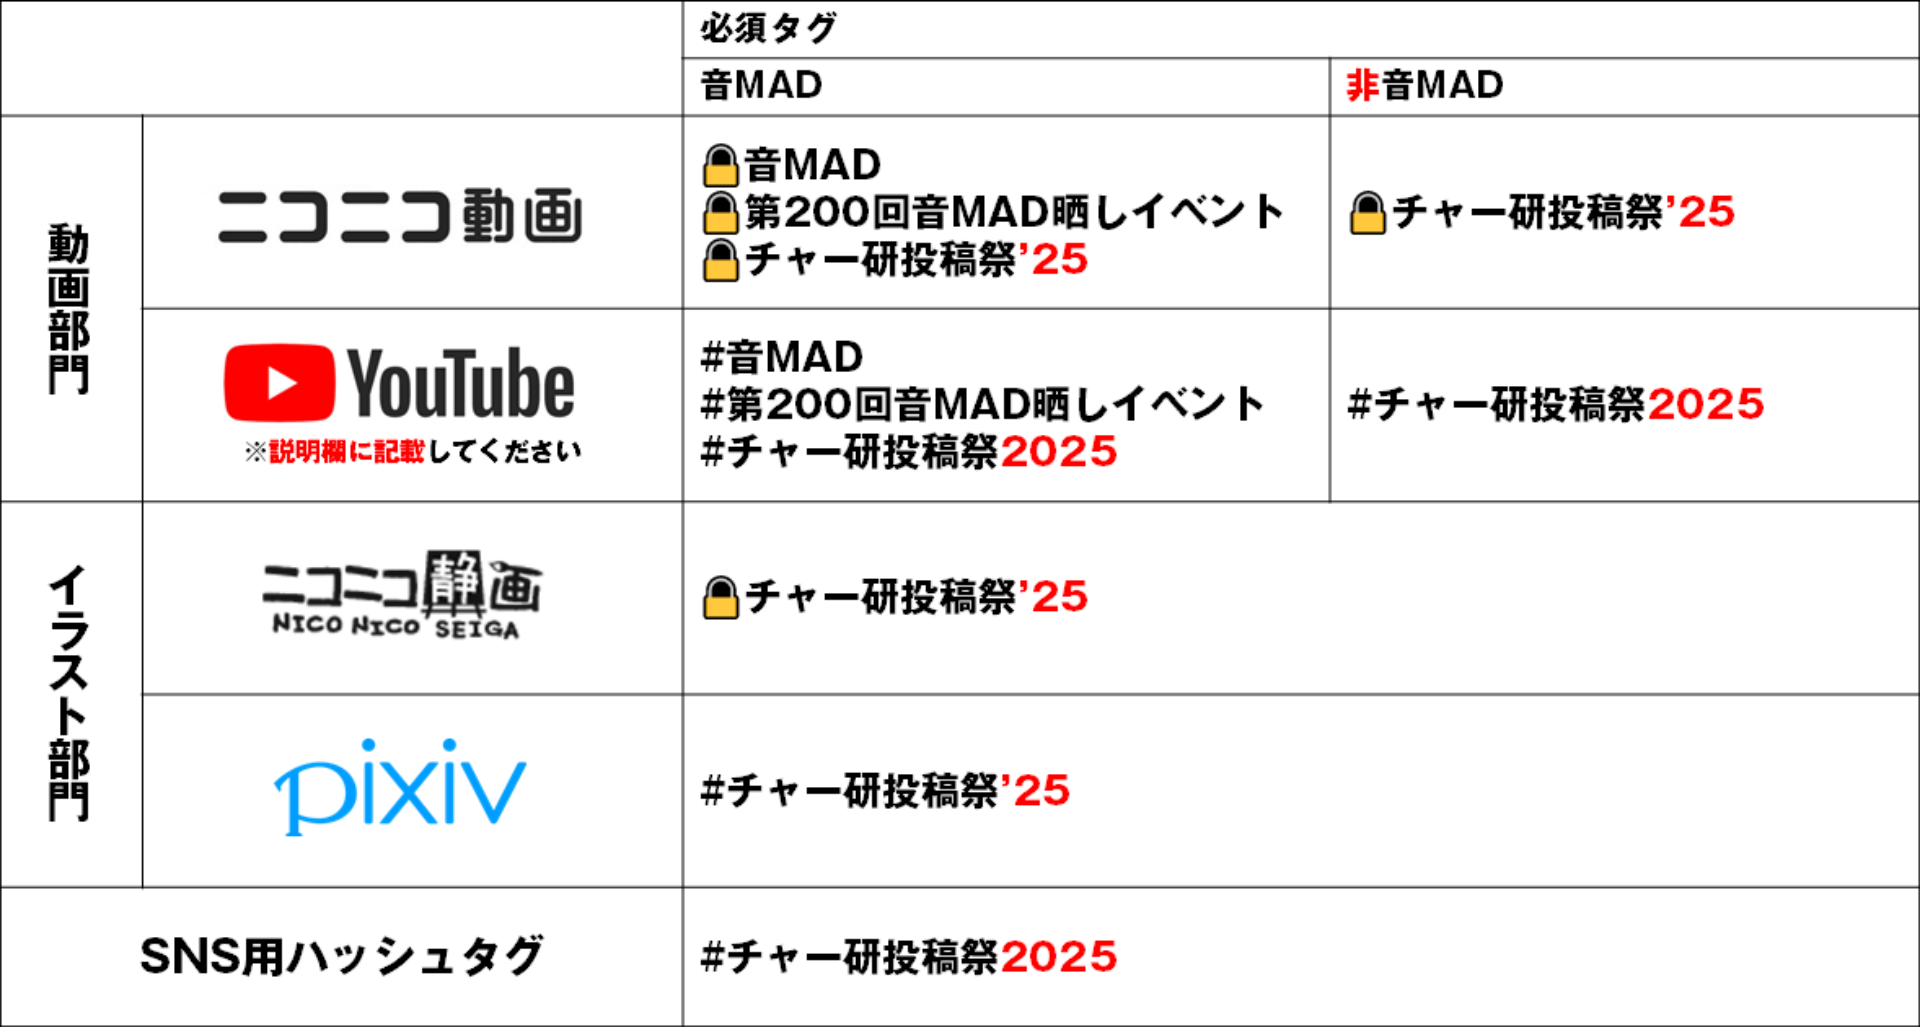 必須タグ
音MAD
非音MAD
動画部門
ニコニコ動画
🔒音MAD
🔒第200回音MAD晒しイベント
🔒チャー研投稿祭’25
🔒チャー研投稿祭’25
YouTube
※説明欄に記載してください
#音MAD
#第200回音MAD晒しイベント
#チャー研投稿祭2025
#チャー研投稿祭2025
イラスト部門
ニコニコ静画
NICO NICO SEIGA
🔒チャー研投稿祭’25
pixiv
#チャー研投稿祭’25
SNS用ハッシュタグ
#チャー研投稿祭2025